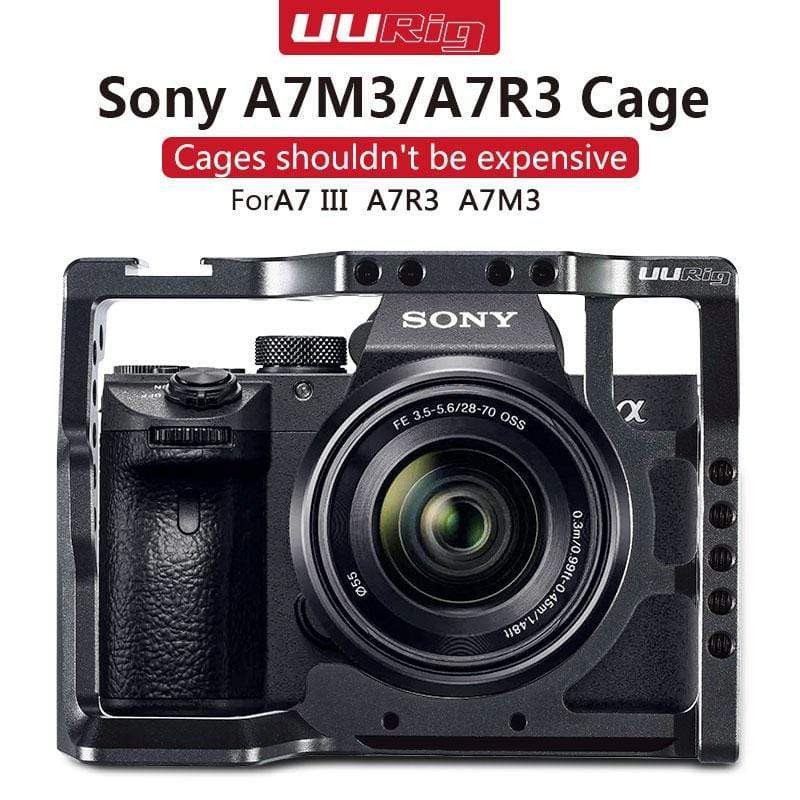 UURig
Sony A7M3/A7R3 Cage
Cages shouldn't be expensive
ForA7 III A7R3 A7M3
UURig
SONY
α
FE 3.5-5.6/28-70 OSS
0.3m/0.99ft-0.45m/1.48ft
Ø55